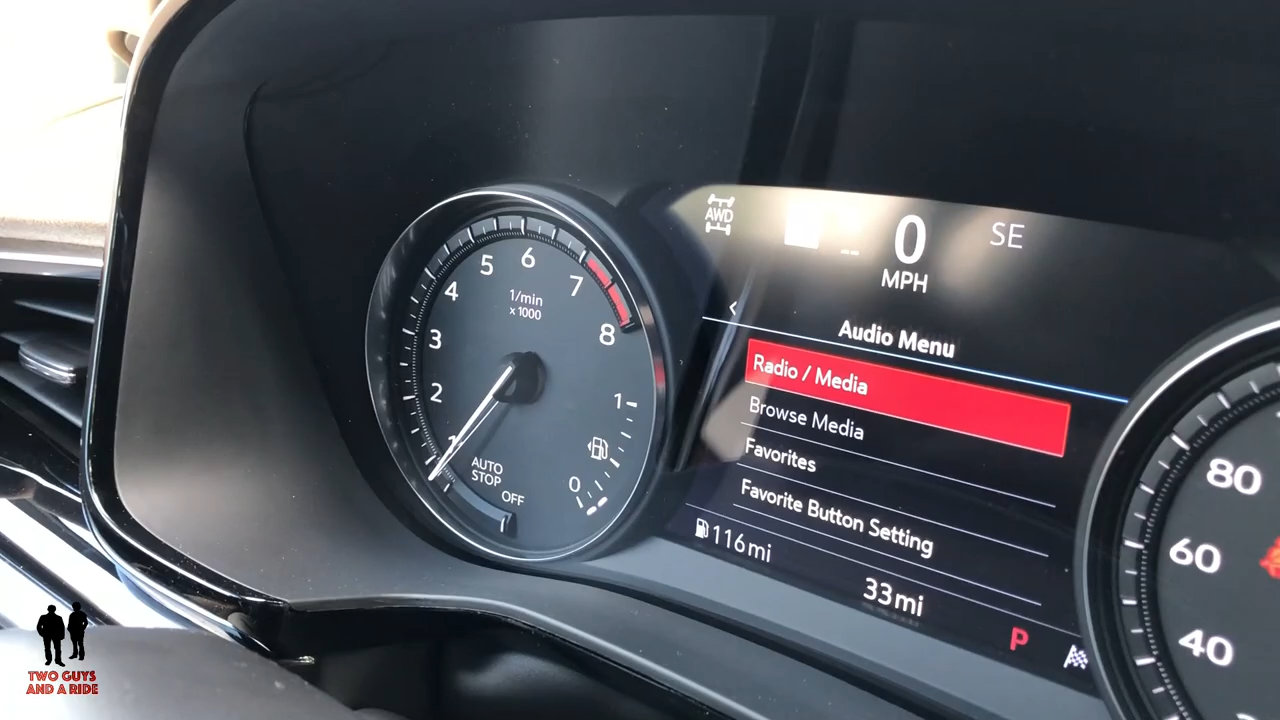 AWD
0
SE
MPH
Audio Menu
Radio / Media
Browse Media
Favorites
Favorite Button Setting
116mi
33mi
P
1
2
3
4
5
6
7
8
1/min
x 1000
AUTO
STOP
OFF
1
0
80
60
40
TWO GUYS
AND A RIDE